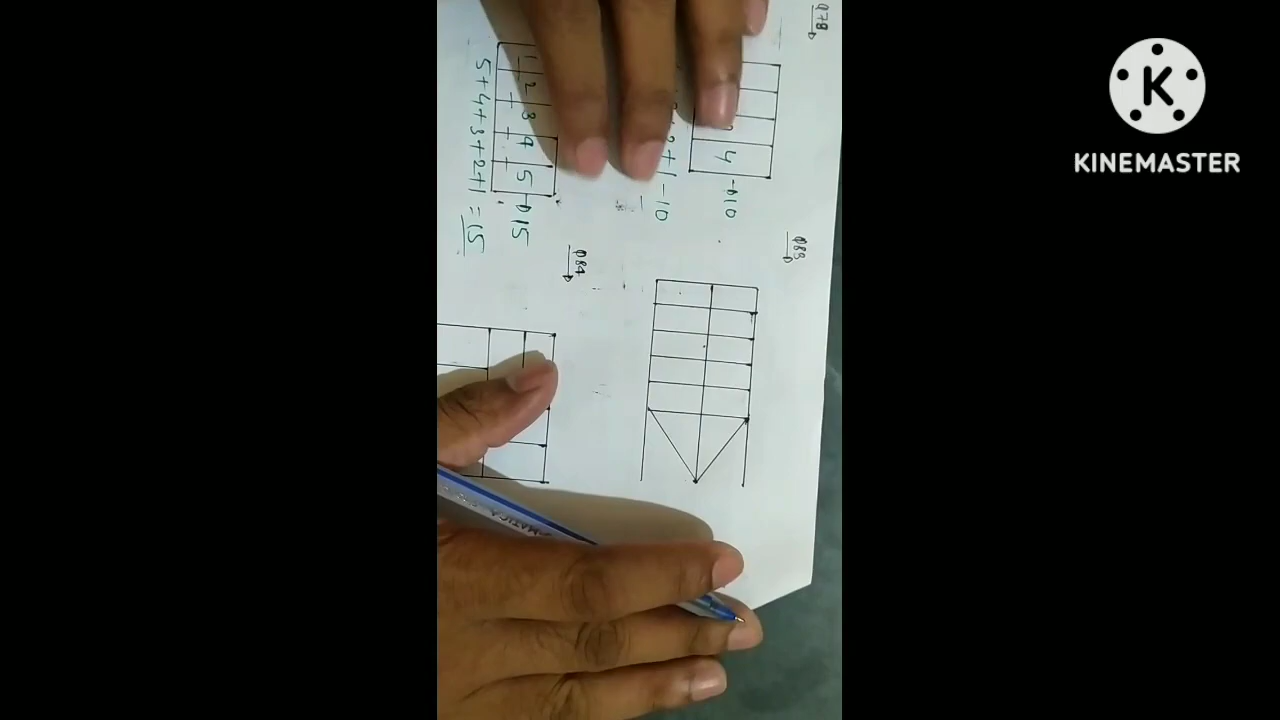 Q78
4 → 10
+ 2 + 1 - 10
1 2 3 4 5 → 15
5+4+3+2+1 = 15
Q83
Q84
KINEMASTER